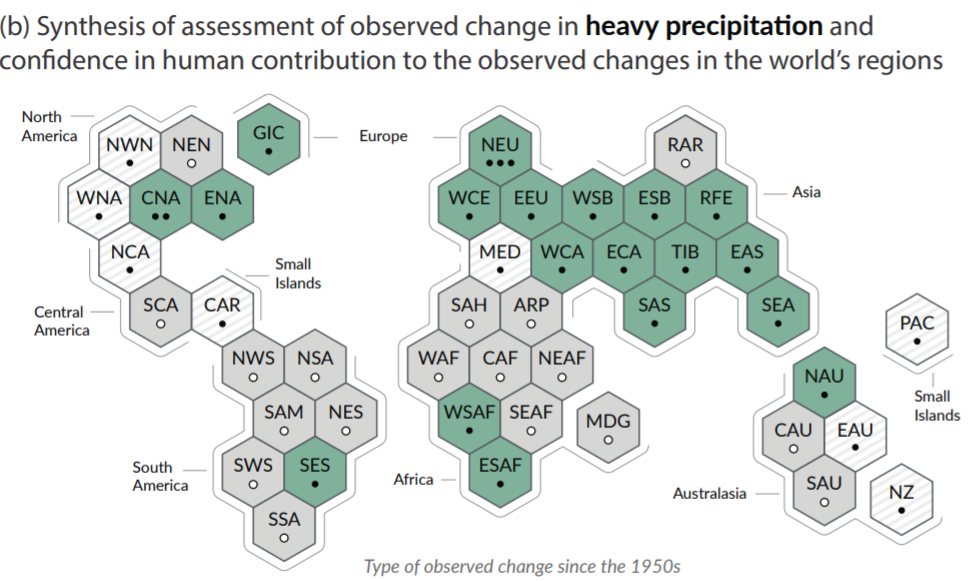 (b) Synthesis of assessment of observed change in heavy precipitation and
confidence in human contribution to the observed changes in the world's regions
North
America
NWN
NEN
GIC
Europe
NEU
RAR
WNA
CNA
ENA
WCE
EEU
WSB
ESB
RFE
Asia
NCA
MED
WCA
ECA
TIB
EAS
Small
Islands
Central
America
SCA
CAR
SAH
ARP
SAS
SEA
PAC
NWS
NSA
WAF
CAF
NEAF
NAU
Small
Islands
SAM
NES
WSAF
SEAF
MDG
CAU
EAU
South
America
SWS
SES
Africa
ESAF
Australasia
SAU
NZ
SSA
Type of observed change since the 1950s